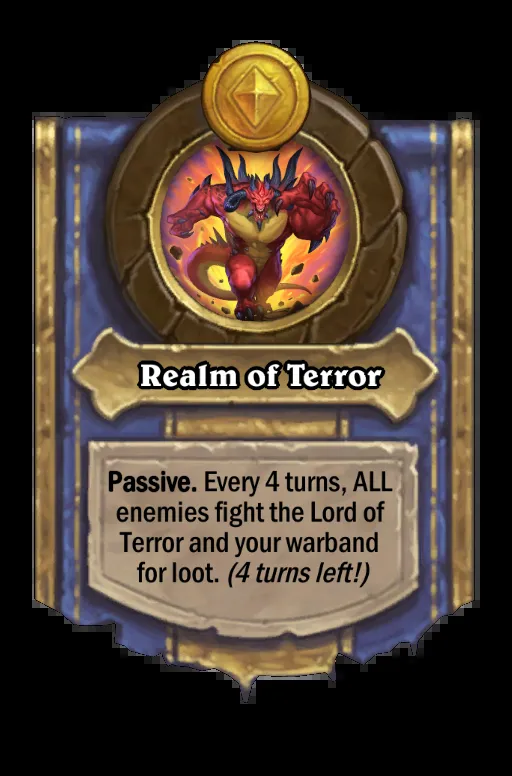 Realm of Terror
Passive. Every 4 turns, ALL
enemies fight the Lord of
Terror and your warband
for loot. (4 turns left!)